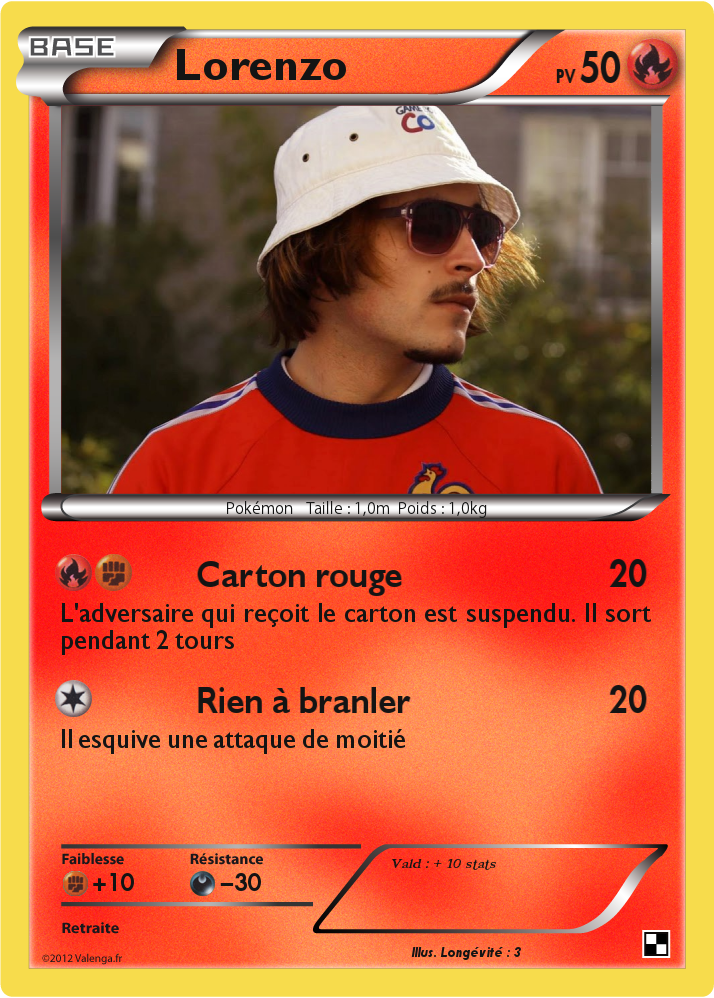 BASE
Lorenzo
PV 50
CO
Pokémon Taille : 1,0m Poids : 1,0kg
Carton rouge 20
L'adversaire qui reçoit le carton est suspendu. Il sort
pendant 2 tours
Rien à branler 20
Il esquive une attaque de moitié
Faiblesse Résistance
+10 −30
Vald : + 10 stats
Retraite
Illus. Longévité : 3
©2012 Valenga.fr